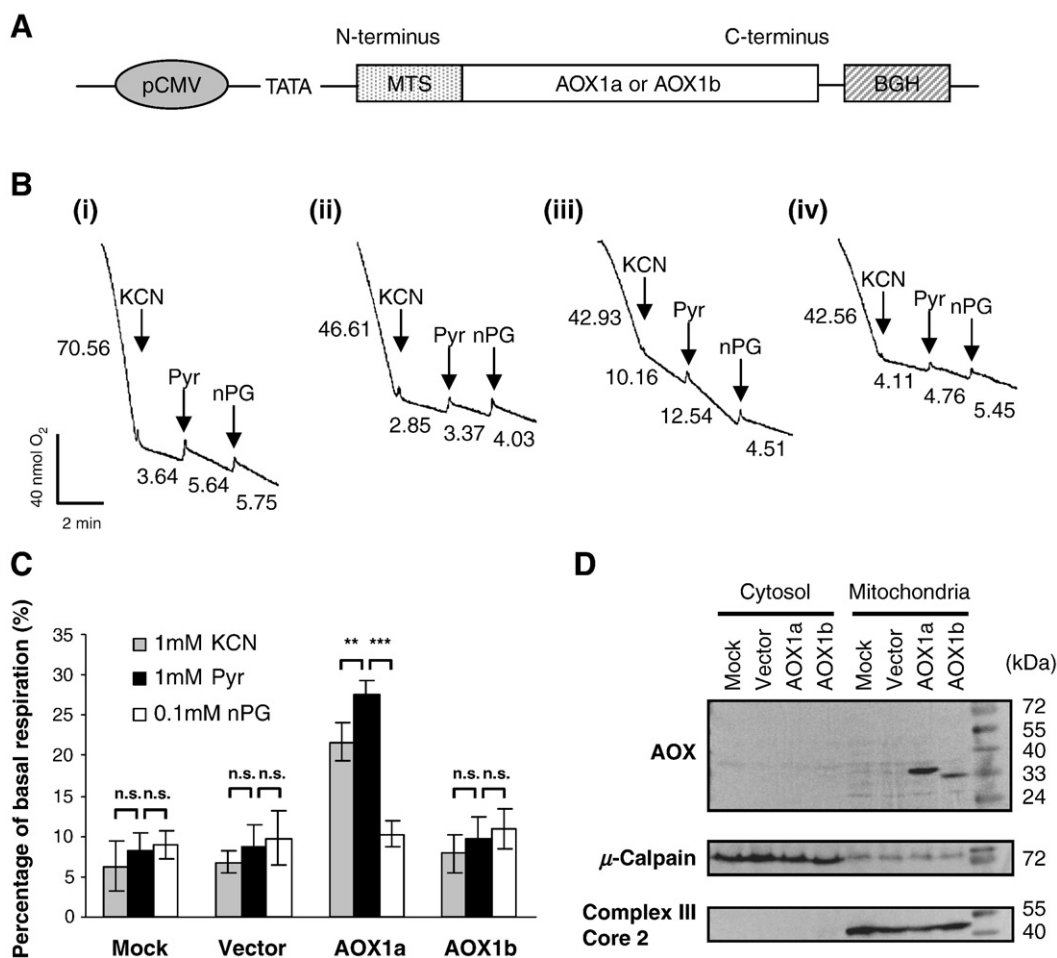 A
N-terminus
C-terminus
pCMV
TATA
MTS
AOX1a or AOX1b
BGH
B
(i)
(ii)
(iii)
(iv)
KCN
70.56
Pyr
nPG
3.64
5.64
5.75
40 nmol O2
2 min
KCN
46.61
Pyr
nPG
2.85
3.37
4.03
KCN
42.93
Pyr
nPG
10.16
12.54
4.51
KCN
42.56
Pyr
nPG
4.11
4.76
5.45
C
Percentage of basal respiration (%)
35
30
25
20
15
10
5
0
1mM KCN
1mM Pyr
0.1mM nPG
n.s. n.s.
n.s. n.s.
** ***
n.s. n.s.
Mock
Vector
AOX1a
AOX1b
D
Cytosol
Mitochondria
Mock
Vector
AOX1a
AOX1b
Mock
Vector
AOX1a
AOX1b
(kDa)
AOX
72
55
40
33
24
μ-Calpain
72
Complex III
Core 2
55
40